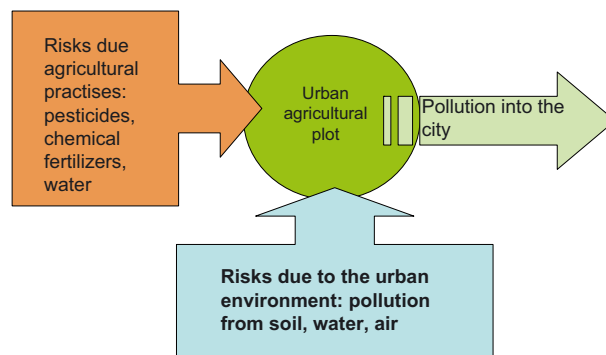 Risks due
agricultural
practises:
pesticides,
chemical
fertilizers,
water
Urban
agricultural
plot
Pollution into the
city
Risks due to the urban
environment: pollution
from soil, water, air